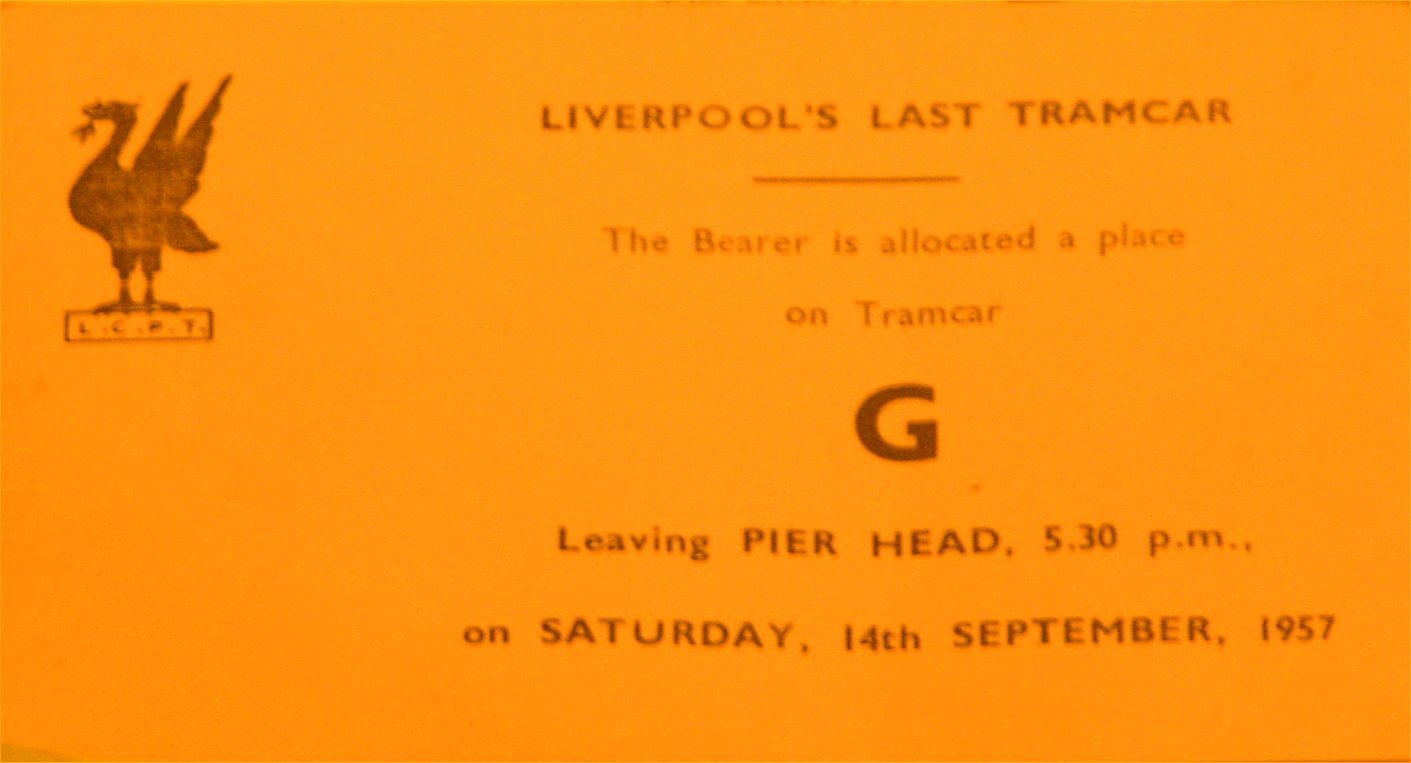 LIVERPOOL'S LAST TRAMCAR
The Bearer is allocated a place
on Tramcar
G
Leaving PIER HEAD, 5.30 p.m.,
on SATURDAY, 14th SEPTEMBER, 1957
L.C.P.T.